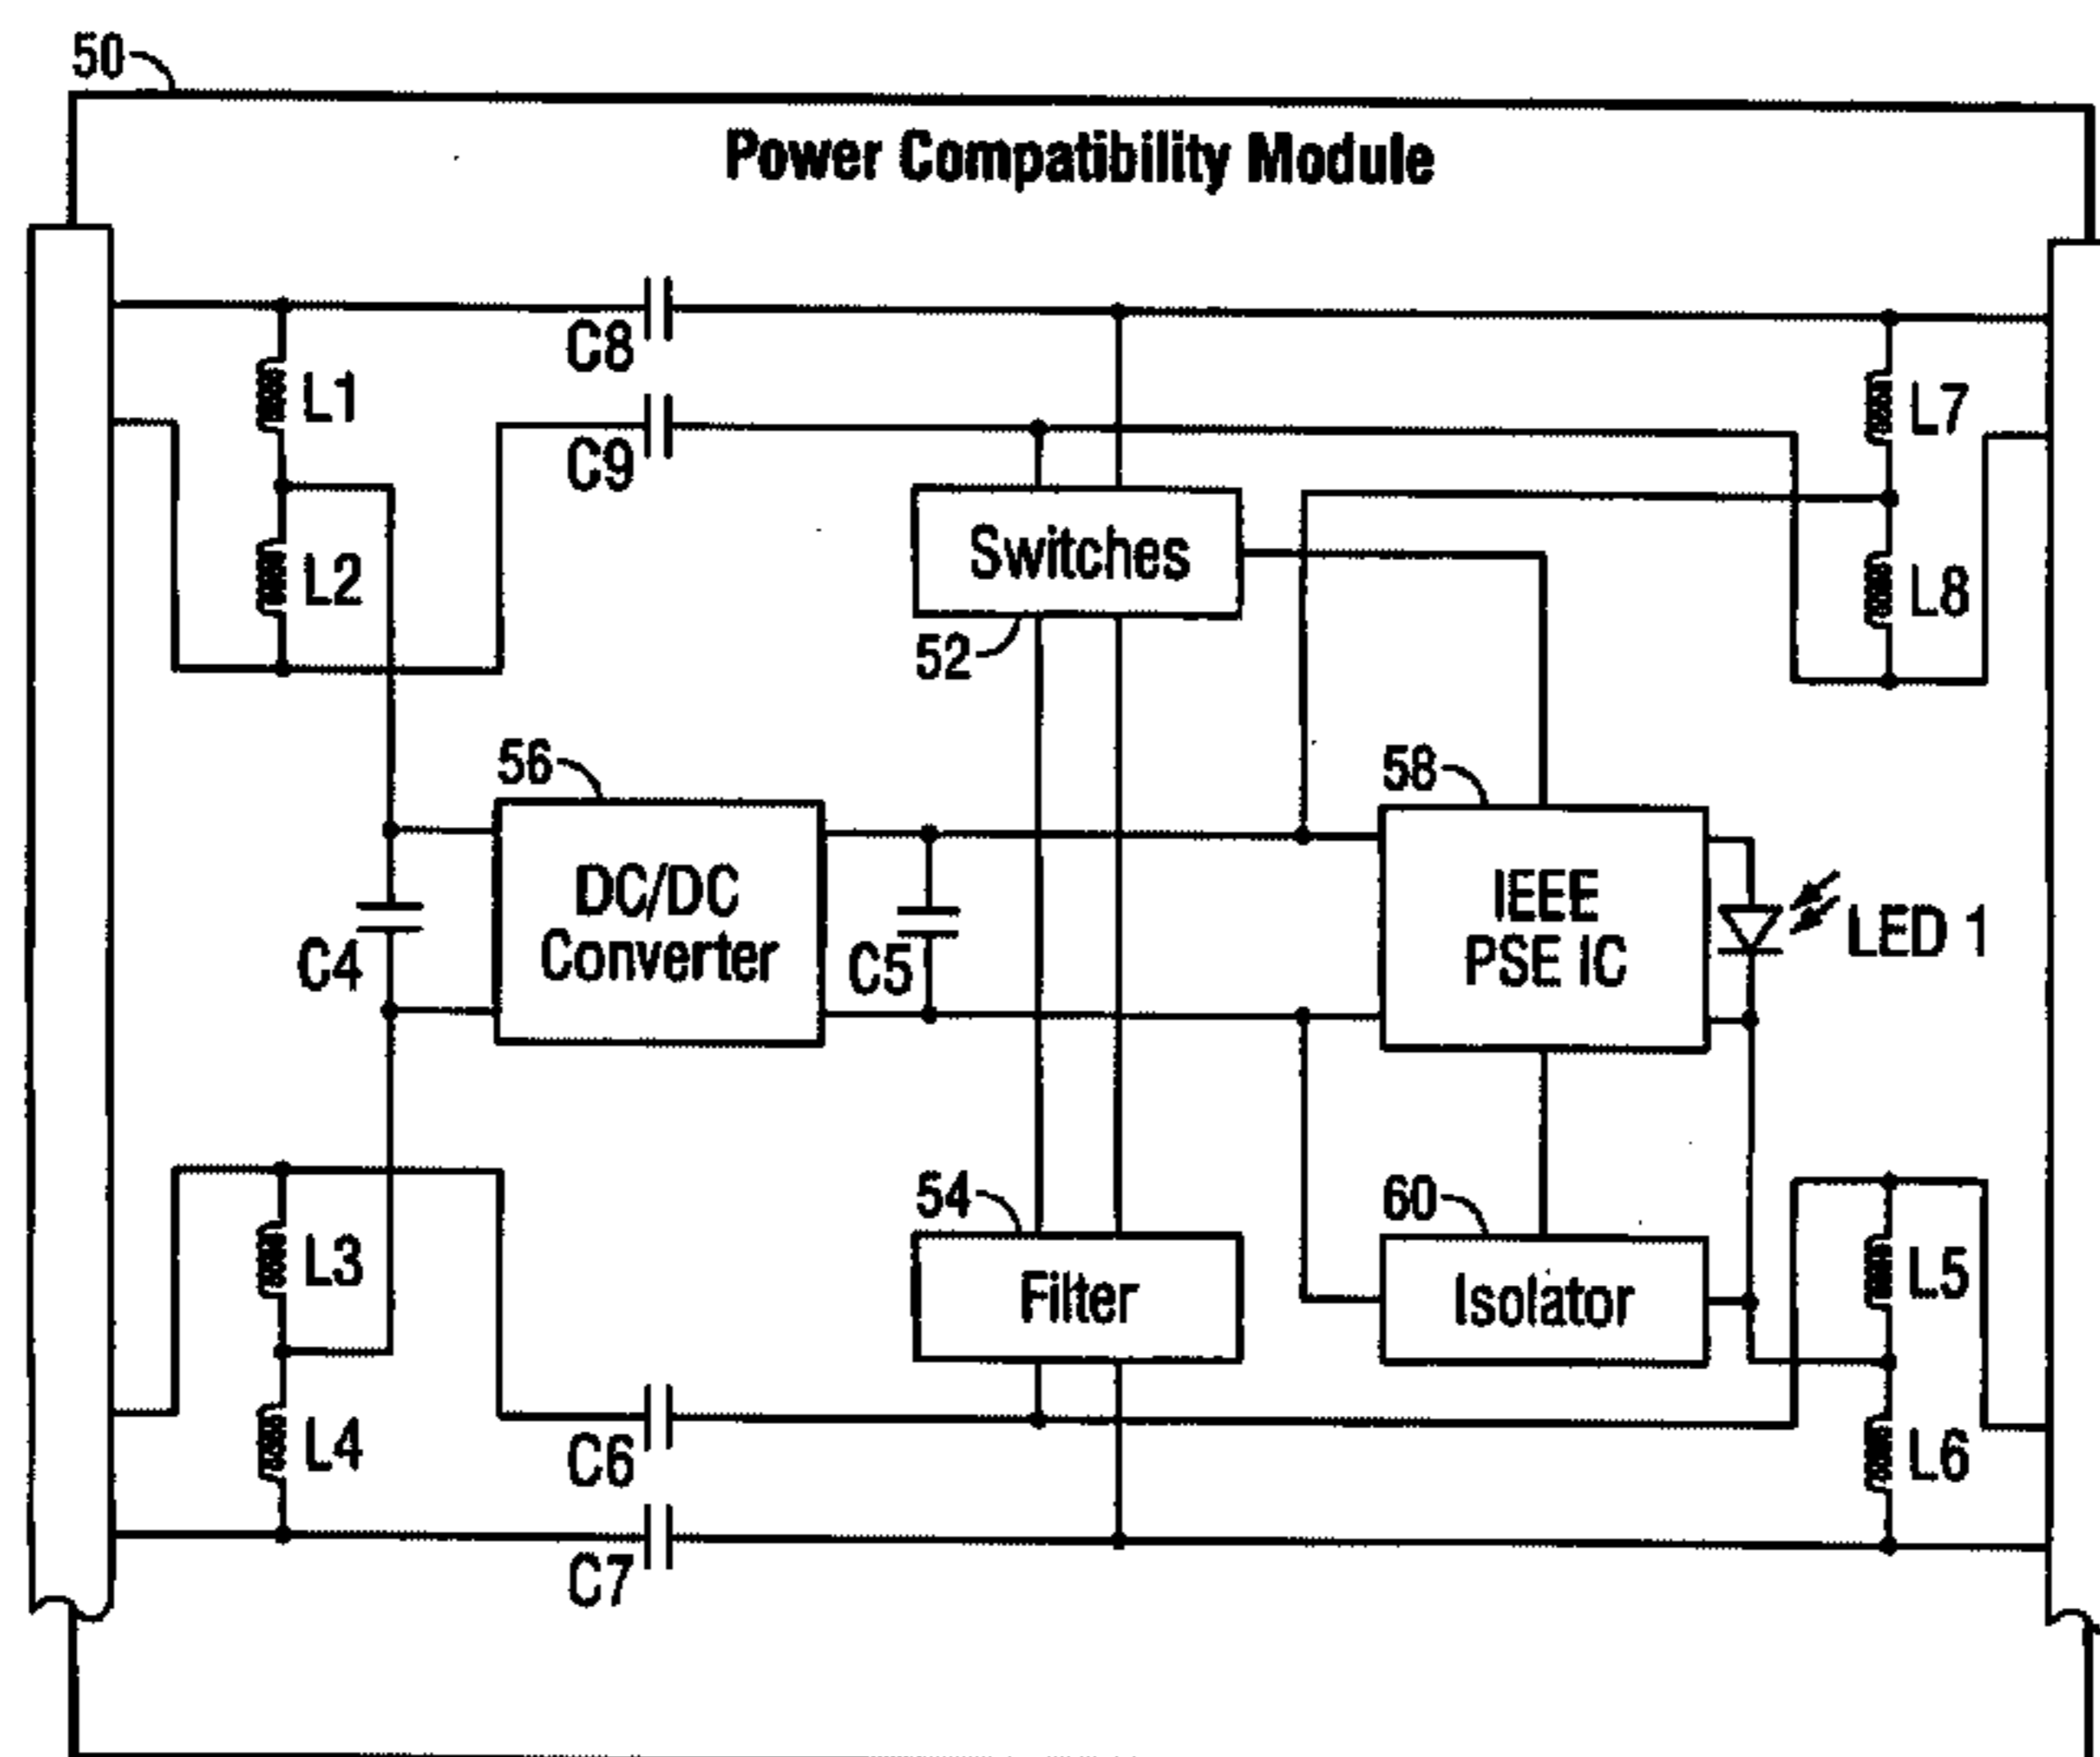 50
Power Compatibility Module
C8
L1
L7
C9
Switches
L2
L8
52
56
58
DC/DC
Converter
IEEE
PSE IC
LED 1
C4
C5
54
60
L3
Filter
Isolator
L5
L4
C6
L6
C7